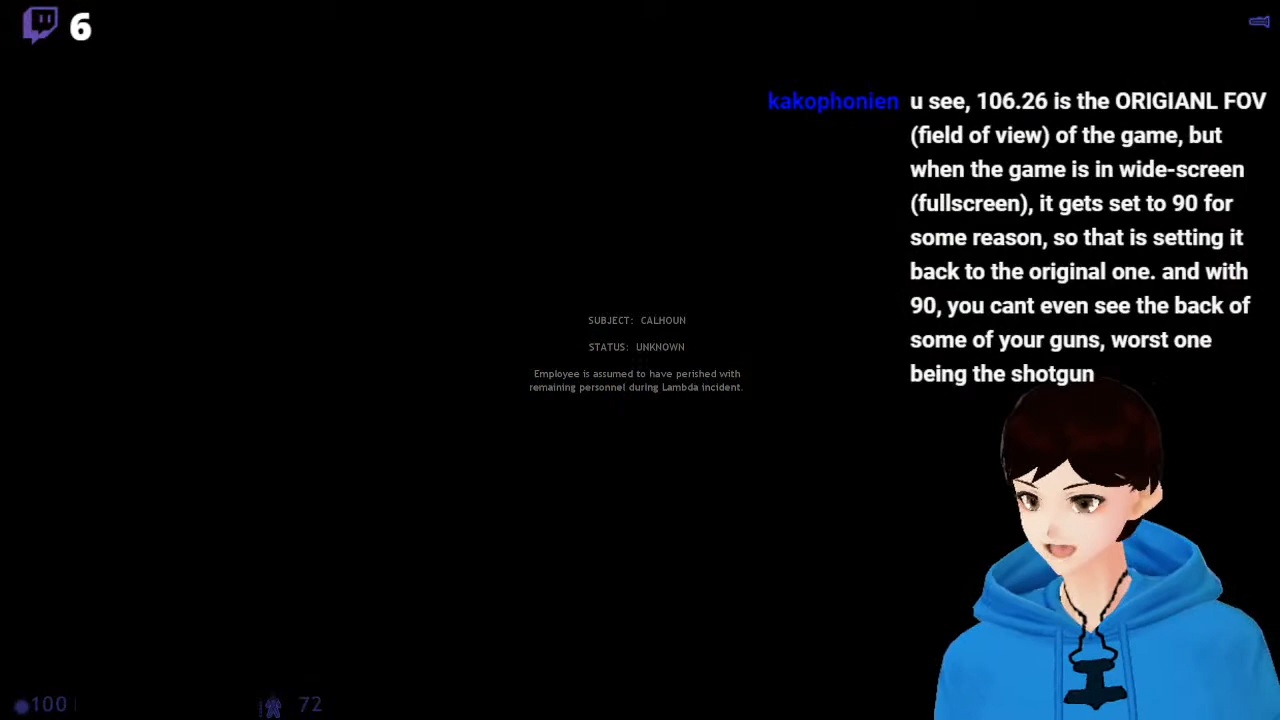 6
kakophonien u see, 106.26 is the ORIGIANL FOV
(field of view) of the game, but
when the game is in wide-screen
(fullscreen), it gets set to 90 for
some reason, so that is setting it
back to the original one. and with
90, you cant even see the back of
some of your guns, worst one
being the shotgun
SUBJECT: CALHOUN
STATUS: UNKNOWN
Employee is assumed to have perished with
remaining personnel during Lambda incident.
100 72